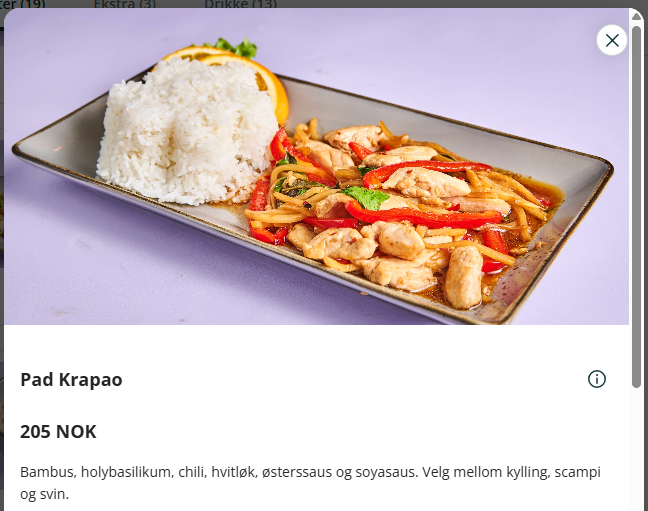 ter (19) Ekstra (3) Drikke (13)
Pad Krapao
205 NOK
Bambus, holybasilikum, chili, hvitløk, østerssaus og soyasaus. Velg mellom kylling, scampi
og svin.